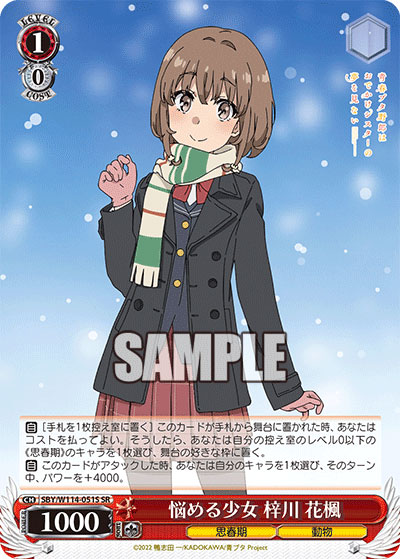 LEVEL
1
0
COST
青春ブタ野郎は
おでかけシスターの
夢を見ない
SAMPLE
自 [手札を1枚控え室に置く] このカードが手札から舞台に置かれた時、あなたは
コストを払ってよい。そうしたら、あなたは自分の控え室のレベル0以下の
《思春期》のキャラを1枚選び、舞台の好きな枠に置く。
自 このカードがアタックした時、あなたは自分のキャラを1枚選び、そのターン
中、パワーを+4000。
CH SBY/W114-051S SR
POWER 1000 SOUL
悩める少女 梓川 花楓
思春期 動物
©2022 鴨志田 一/KADOKAWA/青ブタ Project